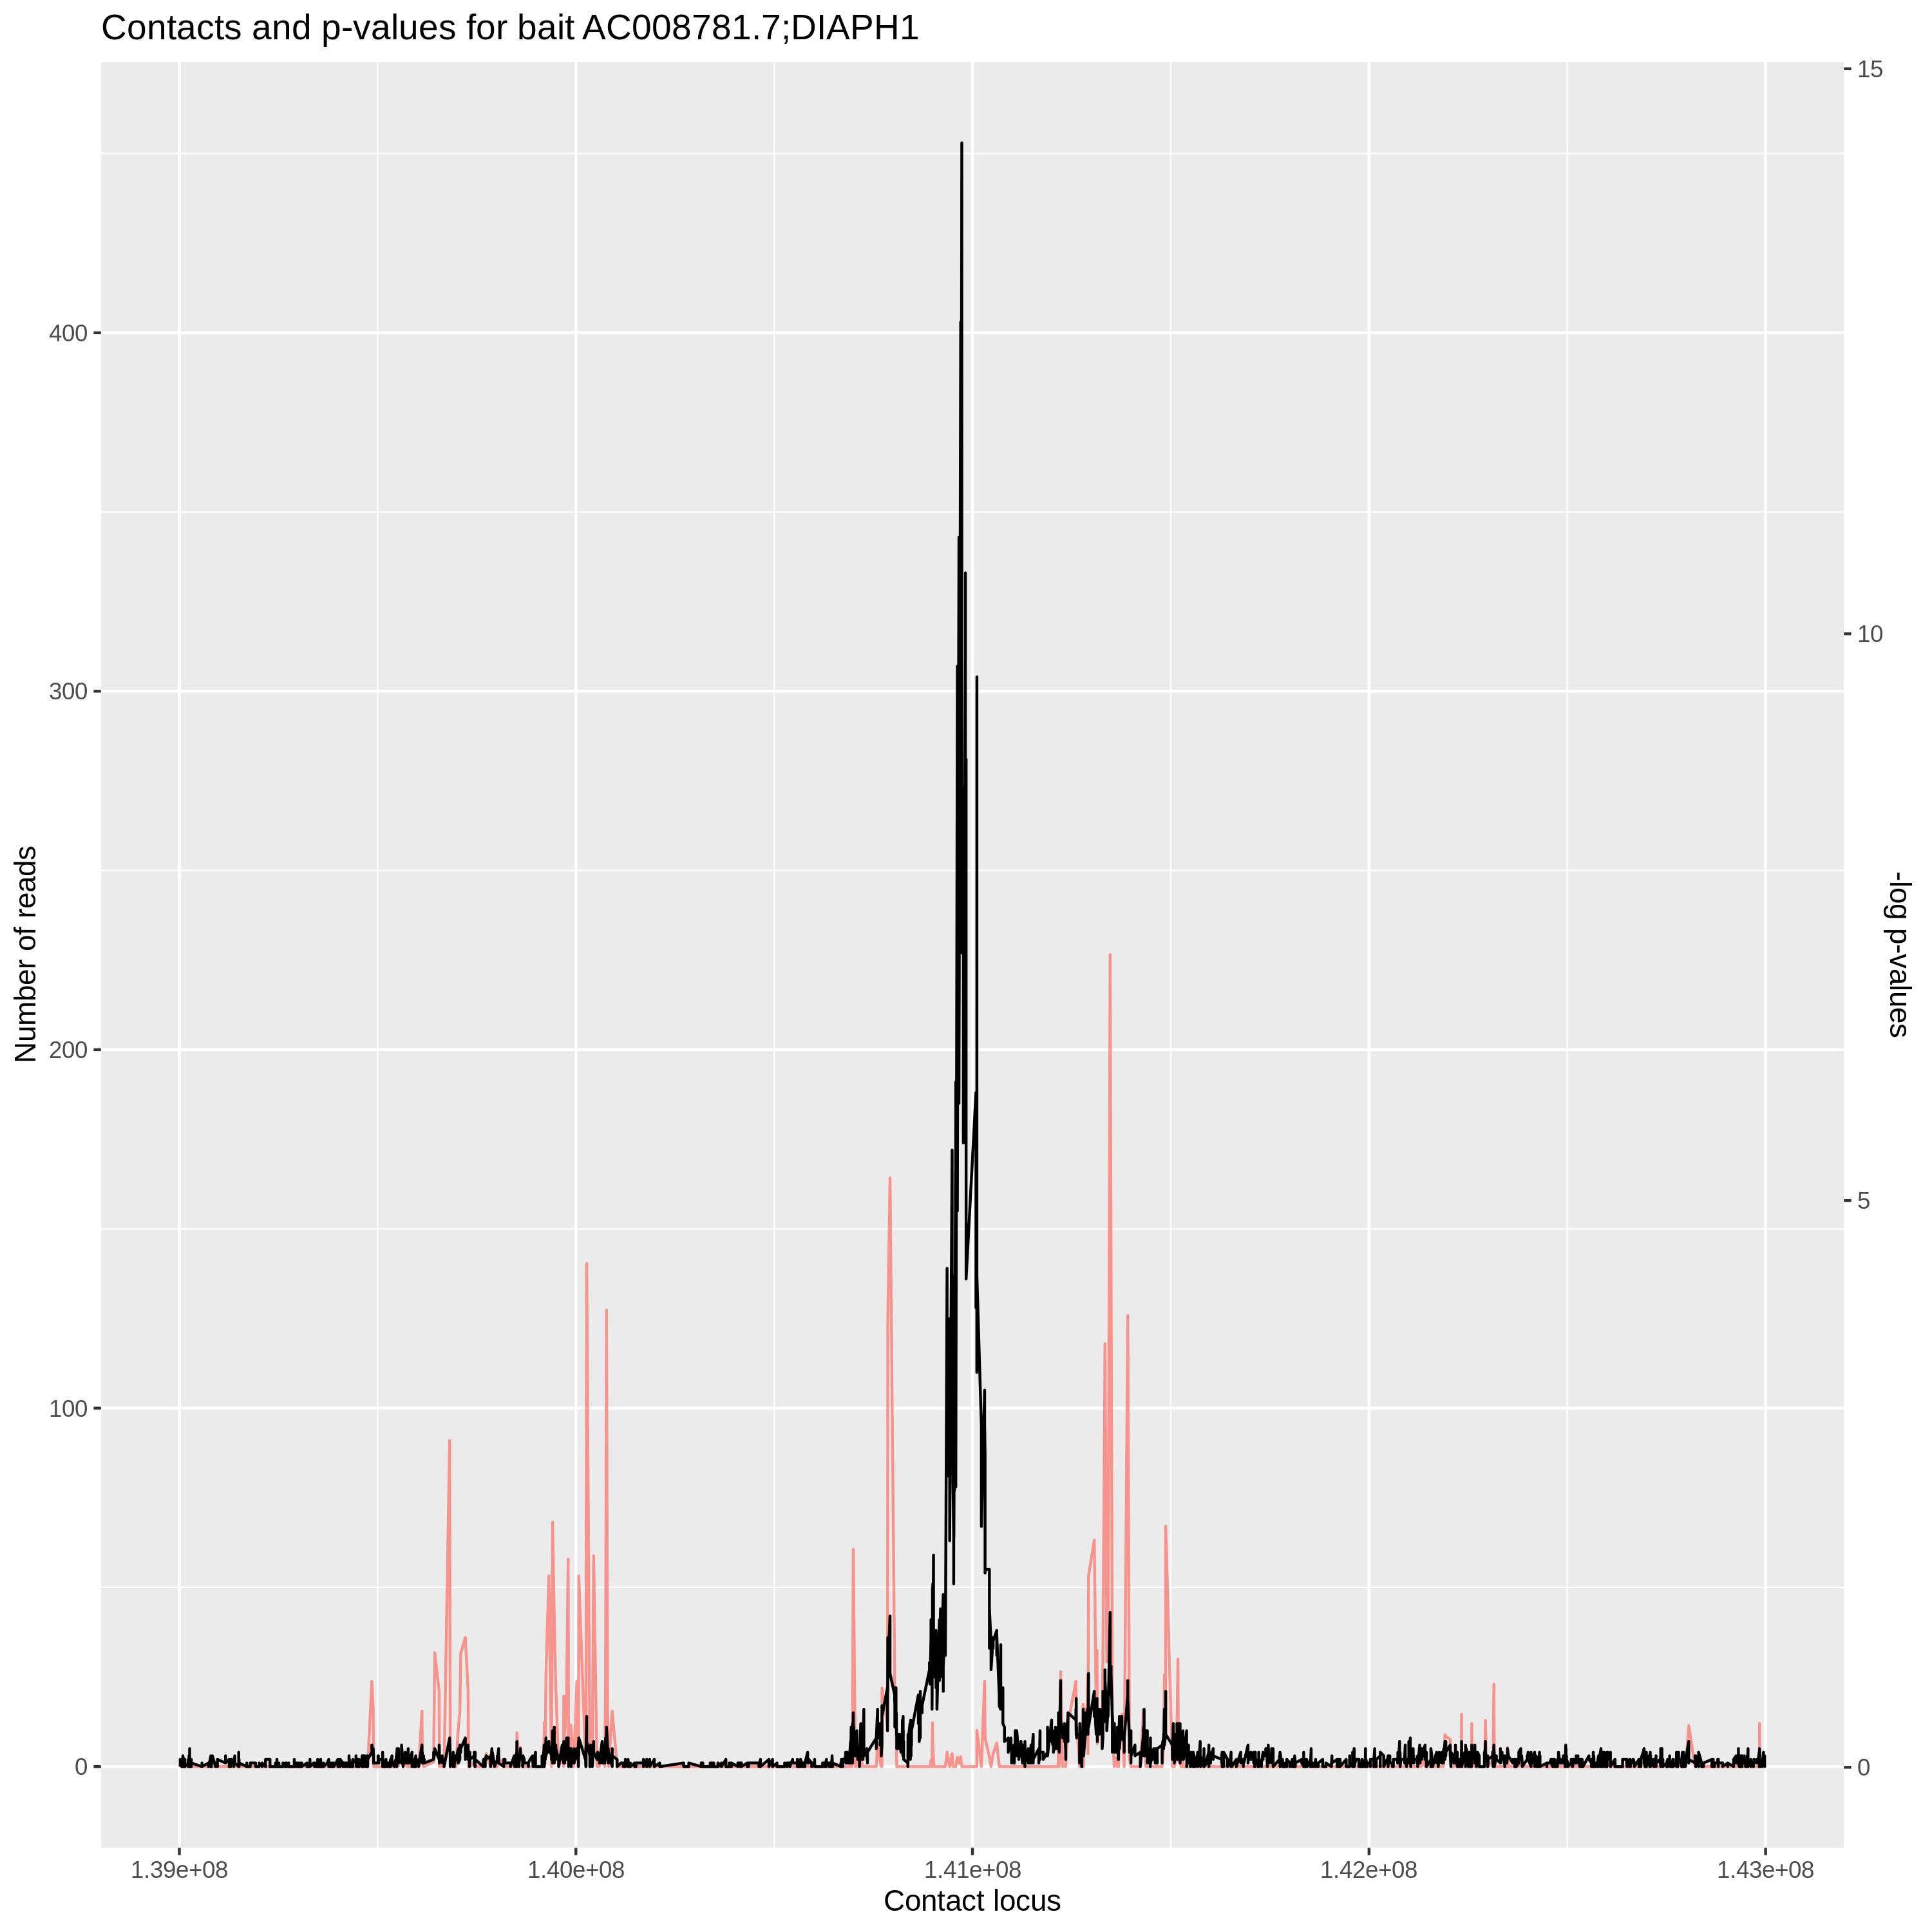 Contacts and p-values for bait AC008781.7;DIAPH1
Number of reads
400
300
200
100
0
15
10
5
0
-log p-values
1.39e+08
1.40e+08
1.41e+08
1.42e+08
1.43e+08
Contact locus